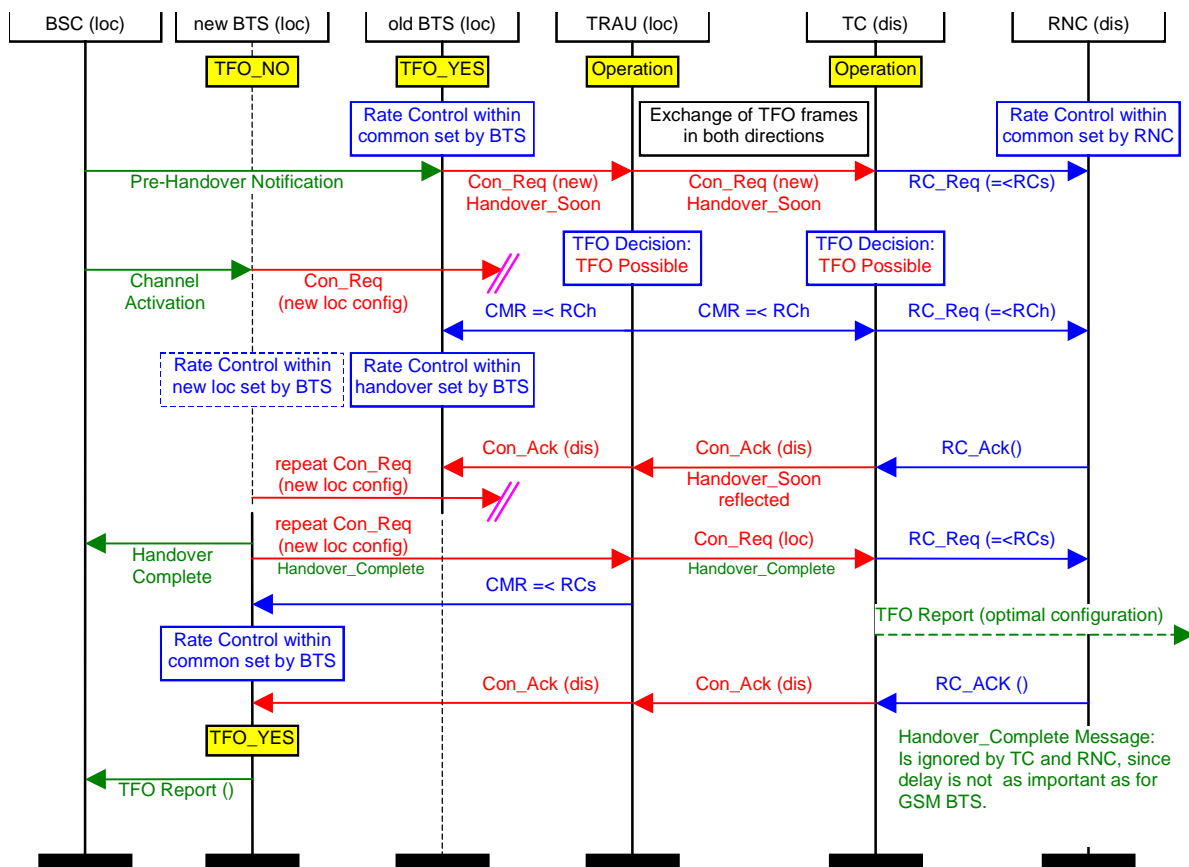 BSC (loc)
new BTS (loc)
old BTS (loc)
TRAU (loc)
TC (dis)
RNC (dis)
TFO_NO
TFO_YES
Operation
Operation
Rate Control within
common set by BTS
Exchange of TFO frames
in both directions
Rate Control within
common set by RNC
Pre-Handover Notification
Con_Req (new)
Handover_Soon
Con_Req (new)
Handover_Soon
RC_Req (=<RCs)
TFO Decision:
TFO Possible
TFO Decision:
TFO Possible
Channel
Activation
Con_Req
(new loc config)
CMR =< RCh
CMR =< RCh
RC_Req (=<RCh)
Rate Control within
new loc set by BTS
Rate Control within
handover set by BTS
Con_Ack (dis)
Con_Ack (dis)
RC_Ack()
Handover_Soon
reflected
repeat Con_Req
(new loc config)
repeat Con_Req
(new loc config)
Handover_Complete
Con_Req (loc)
Handover_Complete
RC_Req (=<RCs)
Handover
Complete
CMR =< RCs
TFO Report (optimal configuration)
Rate Control within
common set by BTS
Con_Ack (dis)
Con_Ack (dis)
RC_ACK ()
TFO_YES
Handover_Complete Message:
Is ignored by TC and RNC, since
delay is not as important as for
GSM BTS.
TFO Report ()